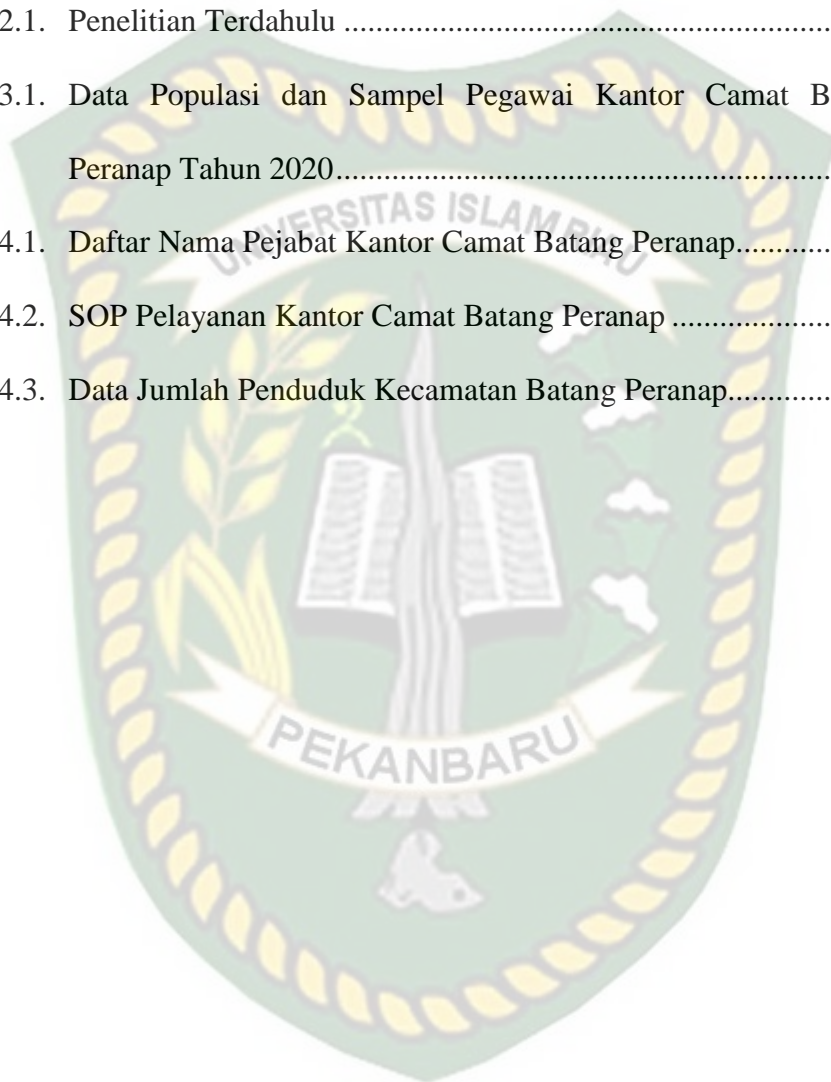 2.1. Penelitian Terdahulu ............................................................
3.1. Data Populasi dan Sampel Pegawai Kantor Camat B
Peranap Tahun 2020..............................................................
UNIVERSITAS ISLAM RIAU
4.1. Daftar Nama Pejabat Kantor Camat Batang Peranap............
4.2. SOP Pelayanan Kantor Camat Batang Peranap ....................
4.3. Data Jumlah Penduduk Kecamatan Batang Peranap.............
PEKANBARU